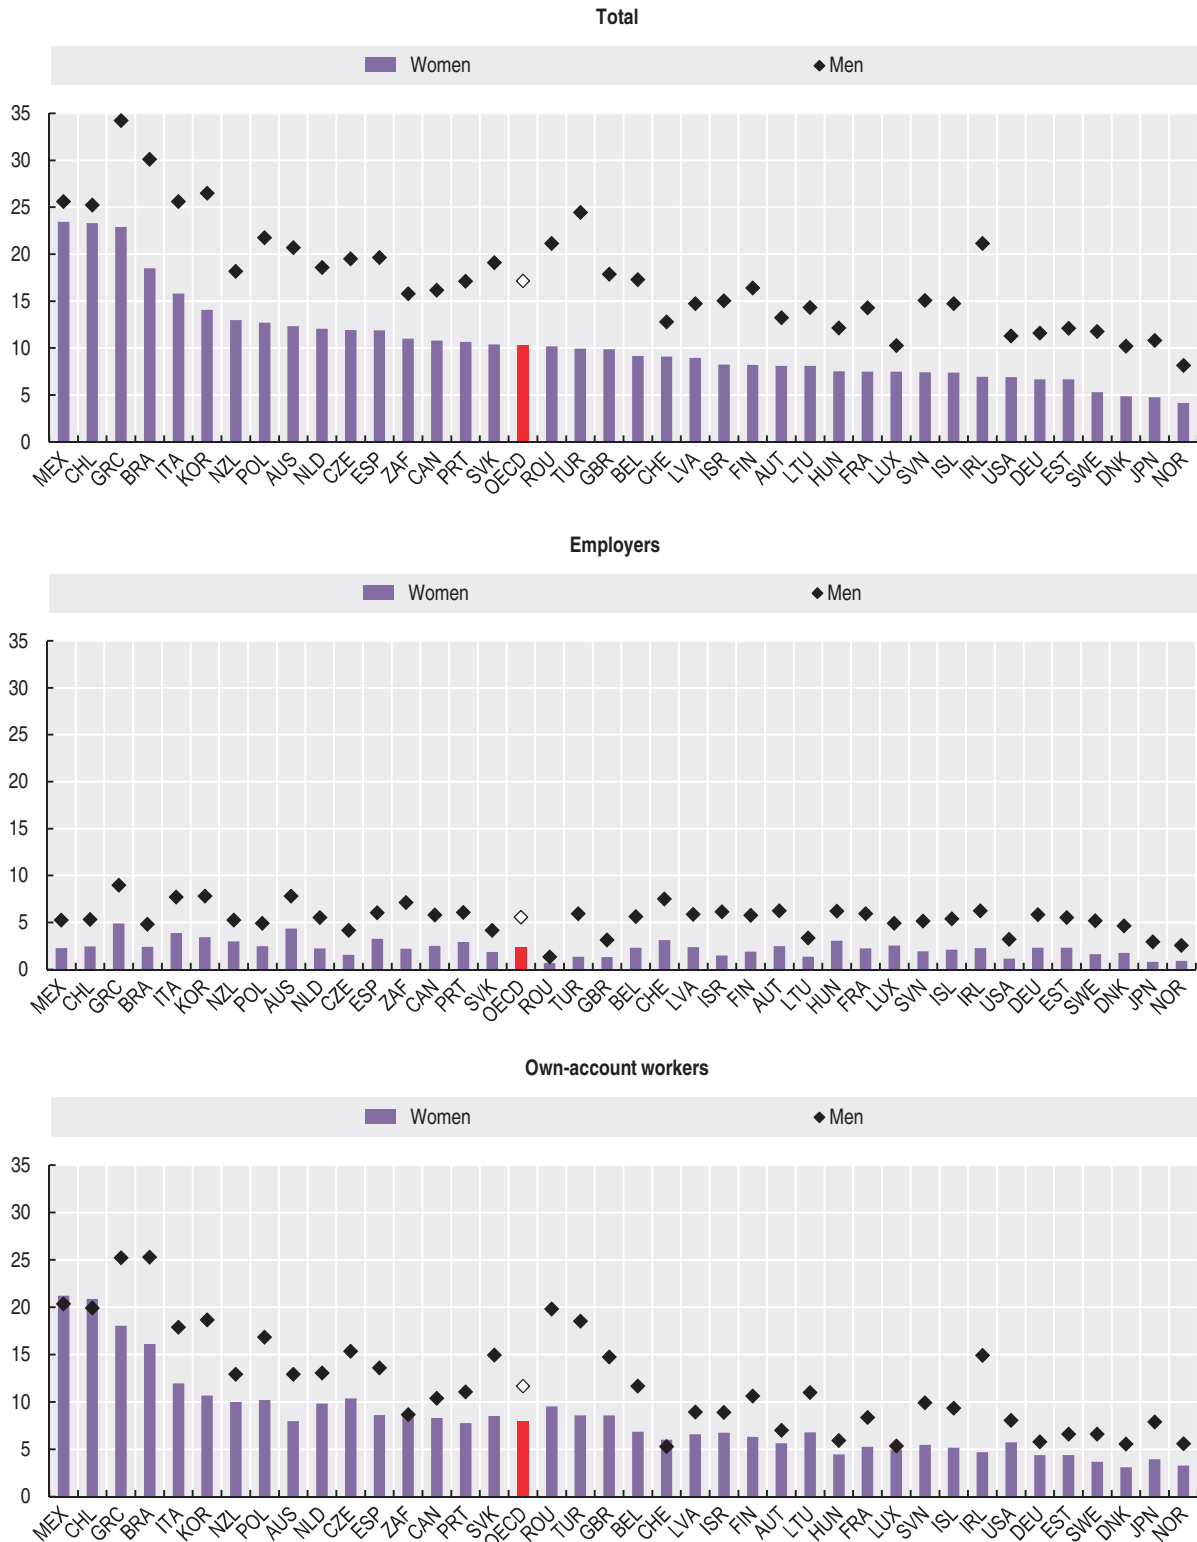 Total
Women Men
35
30
25
20
15
10
5
0
MEX CHL GRC BRA ITA KOR NZL POL AUS NLD CZE ESP ZAF CAN PRT SVK OECD ROU TUR GBR BEL CHE LVA ISR FIN AUT LTU HUN FRA LUX SVN ISL IRL USA DEU EST SWE DNK JPN NOR
Employers
Women Men
35
30
25
20
15
10
5
0
MEX CHL GRC BRA ITA KOR NZL POL AUS NLD CZE ESP ZAF CAN PRT SVK OECD ROU TUR GBR BEL CHE LVA ISR FIN AUT LTU HUN FRA LUX SVN ISL IRL USA DEU EST SWE DNK JPN NOR
Own-account workers
Women Men
35
30
25
20
15
10
5
0
MEX CHL GRC BRA ITA KOR NZL POL AUS NLD CZE ESP ZAF CAN PRT SVK OECD ROU TUR GBR BEL CHE LVA ISR FIN AUT LTU HUN FRA LUX SVN ISL IRL USA DEU EST SWE DNK JPN NOR